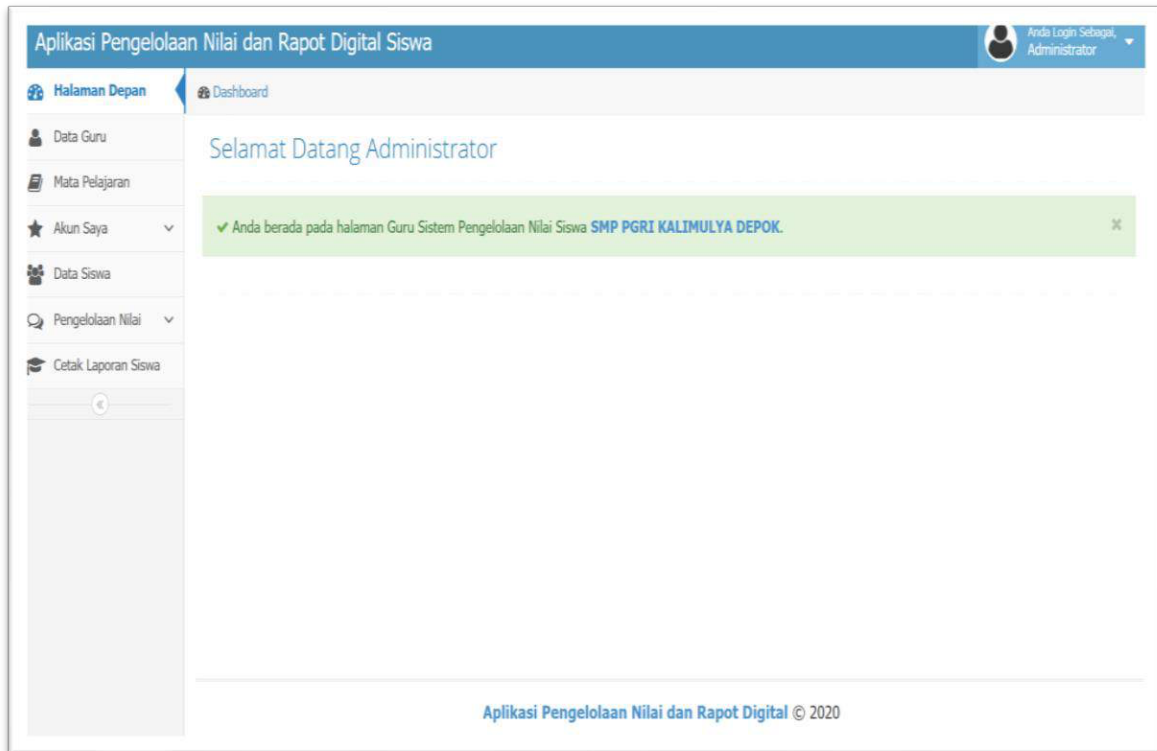 Aplikasi Pengelolaan Nilai dan Rapot Digital Siswa
Anda Login Sebagai,
Administrator
Halaman Depan
Dashboard
Data Guru
Mata Pelajaran
Akun Saya
Data Siswa
Pengelolaan Nilai
Cetak Laporan Siswa
Selamat Datang Administrator
Anda berada pada halaman Guru Sistem Pengelolaan Nilai Siswa SMP PGRI KALIMULYA DEPOK.
Aplikasi Pengelolaan Nilai dan Rapot Digital © 2020